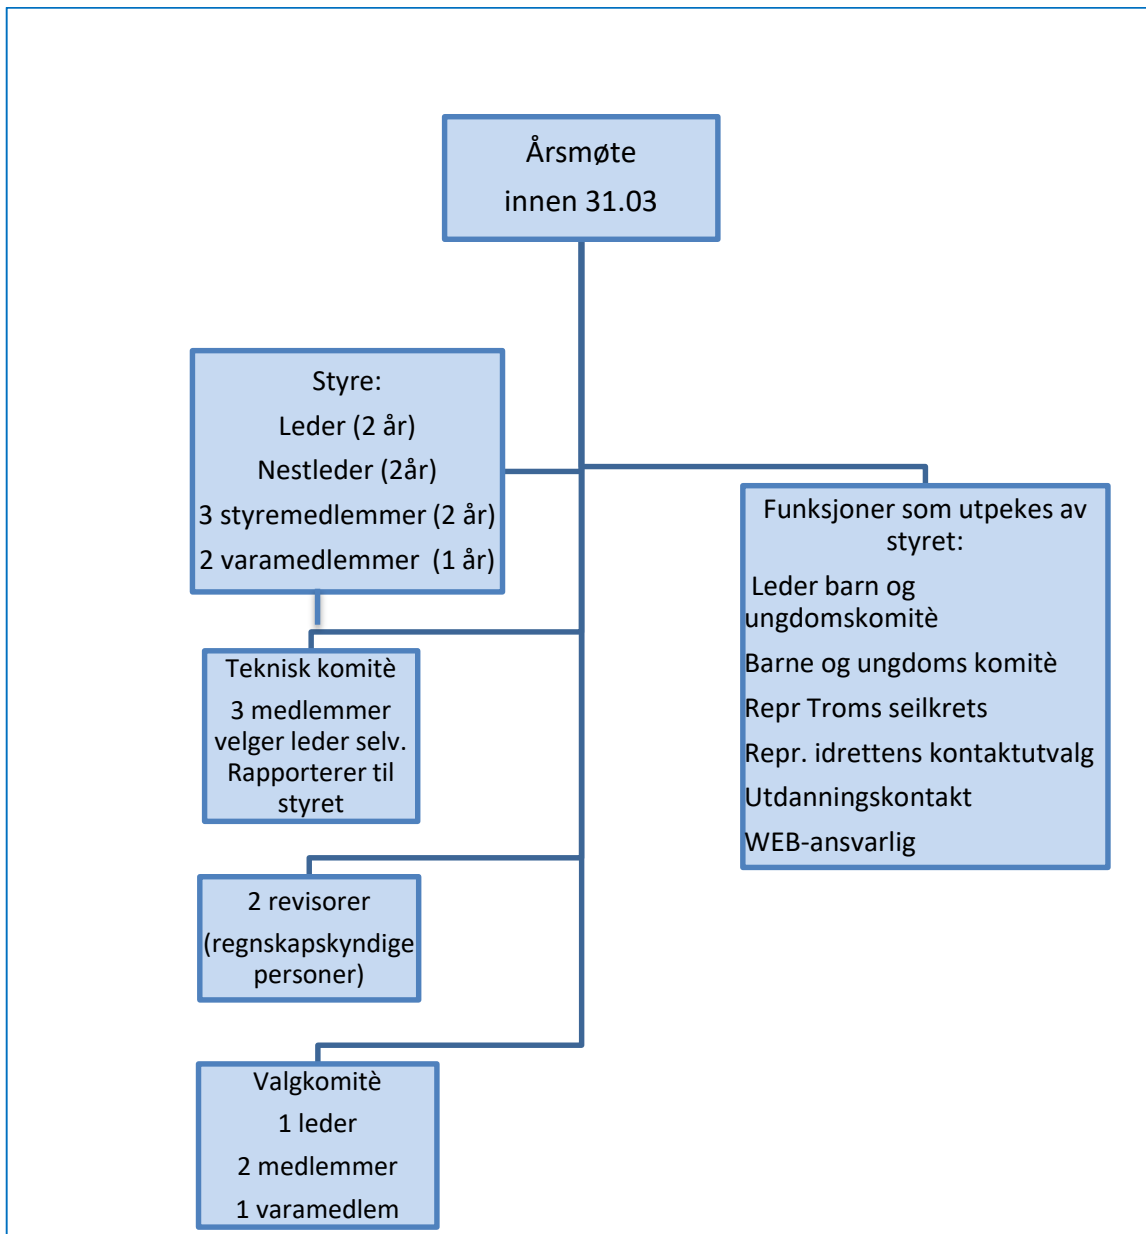 Årsmøte
innen 31.03
Styre:
Leder (2 år)
Nestleder (2år)
3 styremedlemmer (2 år)
2 varamedlemmer (1 år)
Funksjoner som utpekes av
styret:
Leder barn og
ungdomskomitè
Barne og ungdoms komitè
Repr Troms seilkrets
Repr. idrettens kontaktutvalg
Utdanningskontakt
WEB-ansvarlig
Teknisk komitè
3 medlemmer
velger leder selv.
Rapporterer til
styret
2 revisorer
(regnskapskyndige
personer)
Valgkomitè
1 leder
2 medlemmer
1 varamedlem